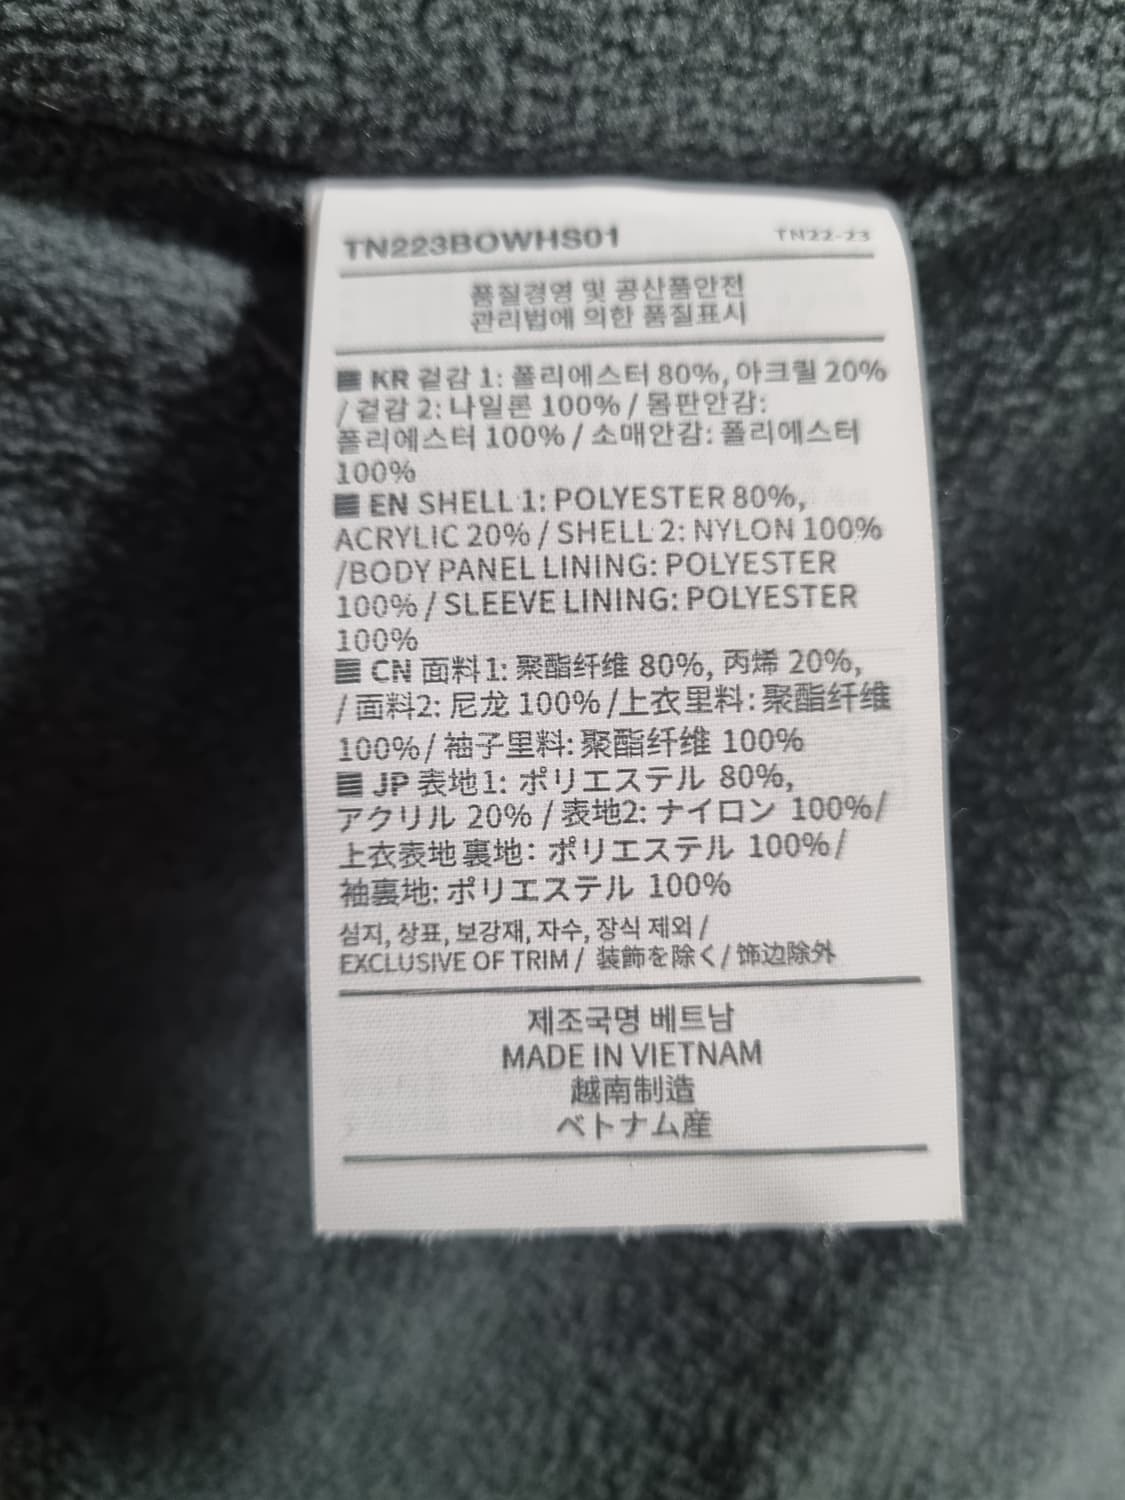 TN223BOWHS01 TN22-23
품질경영 및 공산품안전
관리법에 의한 품질표시
KR 겉감 1: 폴리에스터 80%, 아크릴 20%
/ 겉감 2: 나일론 100% / 몸판안감:
폴리에스터 100% / 소매안감: 폴리에스터
100%
EN SHELL 1: POLYESTER 80%,
ACRYLIC 20% / SHELL 2: NYLON 100%
/BODY PANEL LINING: POLYESTER
100% / SLEEVE LINING: POLYESTER
100%
CN 面料1: 聚酯纤维 80%, 丙烯 20%,
/ 面料2: 尼龙 100% /上衣里料: 聚酯纤维
100% / 袖子里料: 聚酯纤维 100%
JP 表地1: ポリエステル 80%,
アクリル 20% / 表地2: ナイロン 100%/
上衣表地裏地: ポリエステル 100%/
袖裏地: ポリエステル 100%
섬지, 상표, 보강재, 자수, 장식 제외 /
EXCLUSIVE OF TRIM / 装飾を除く/ 饰边除外
제조국명 베트남
MADE IN VIETNAM
越南制造
ベトナム産